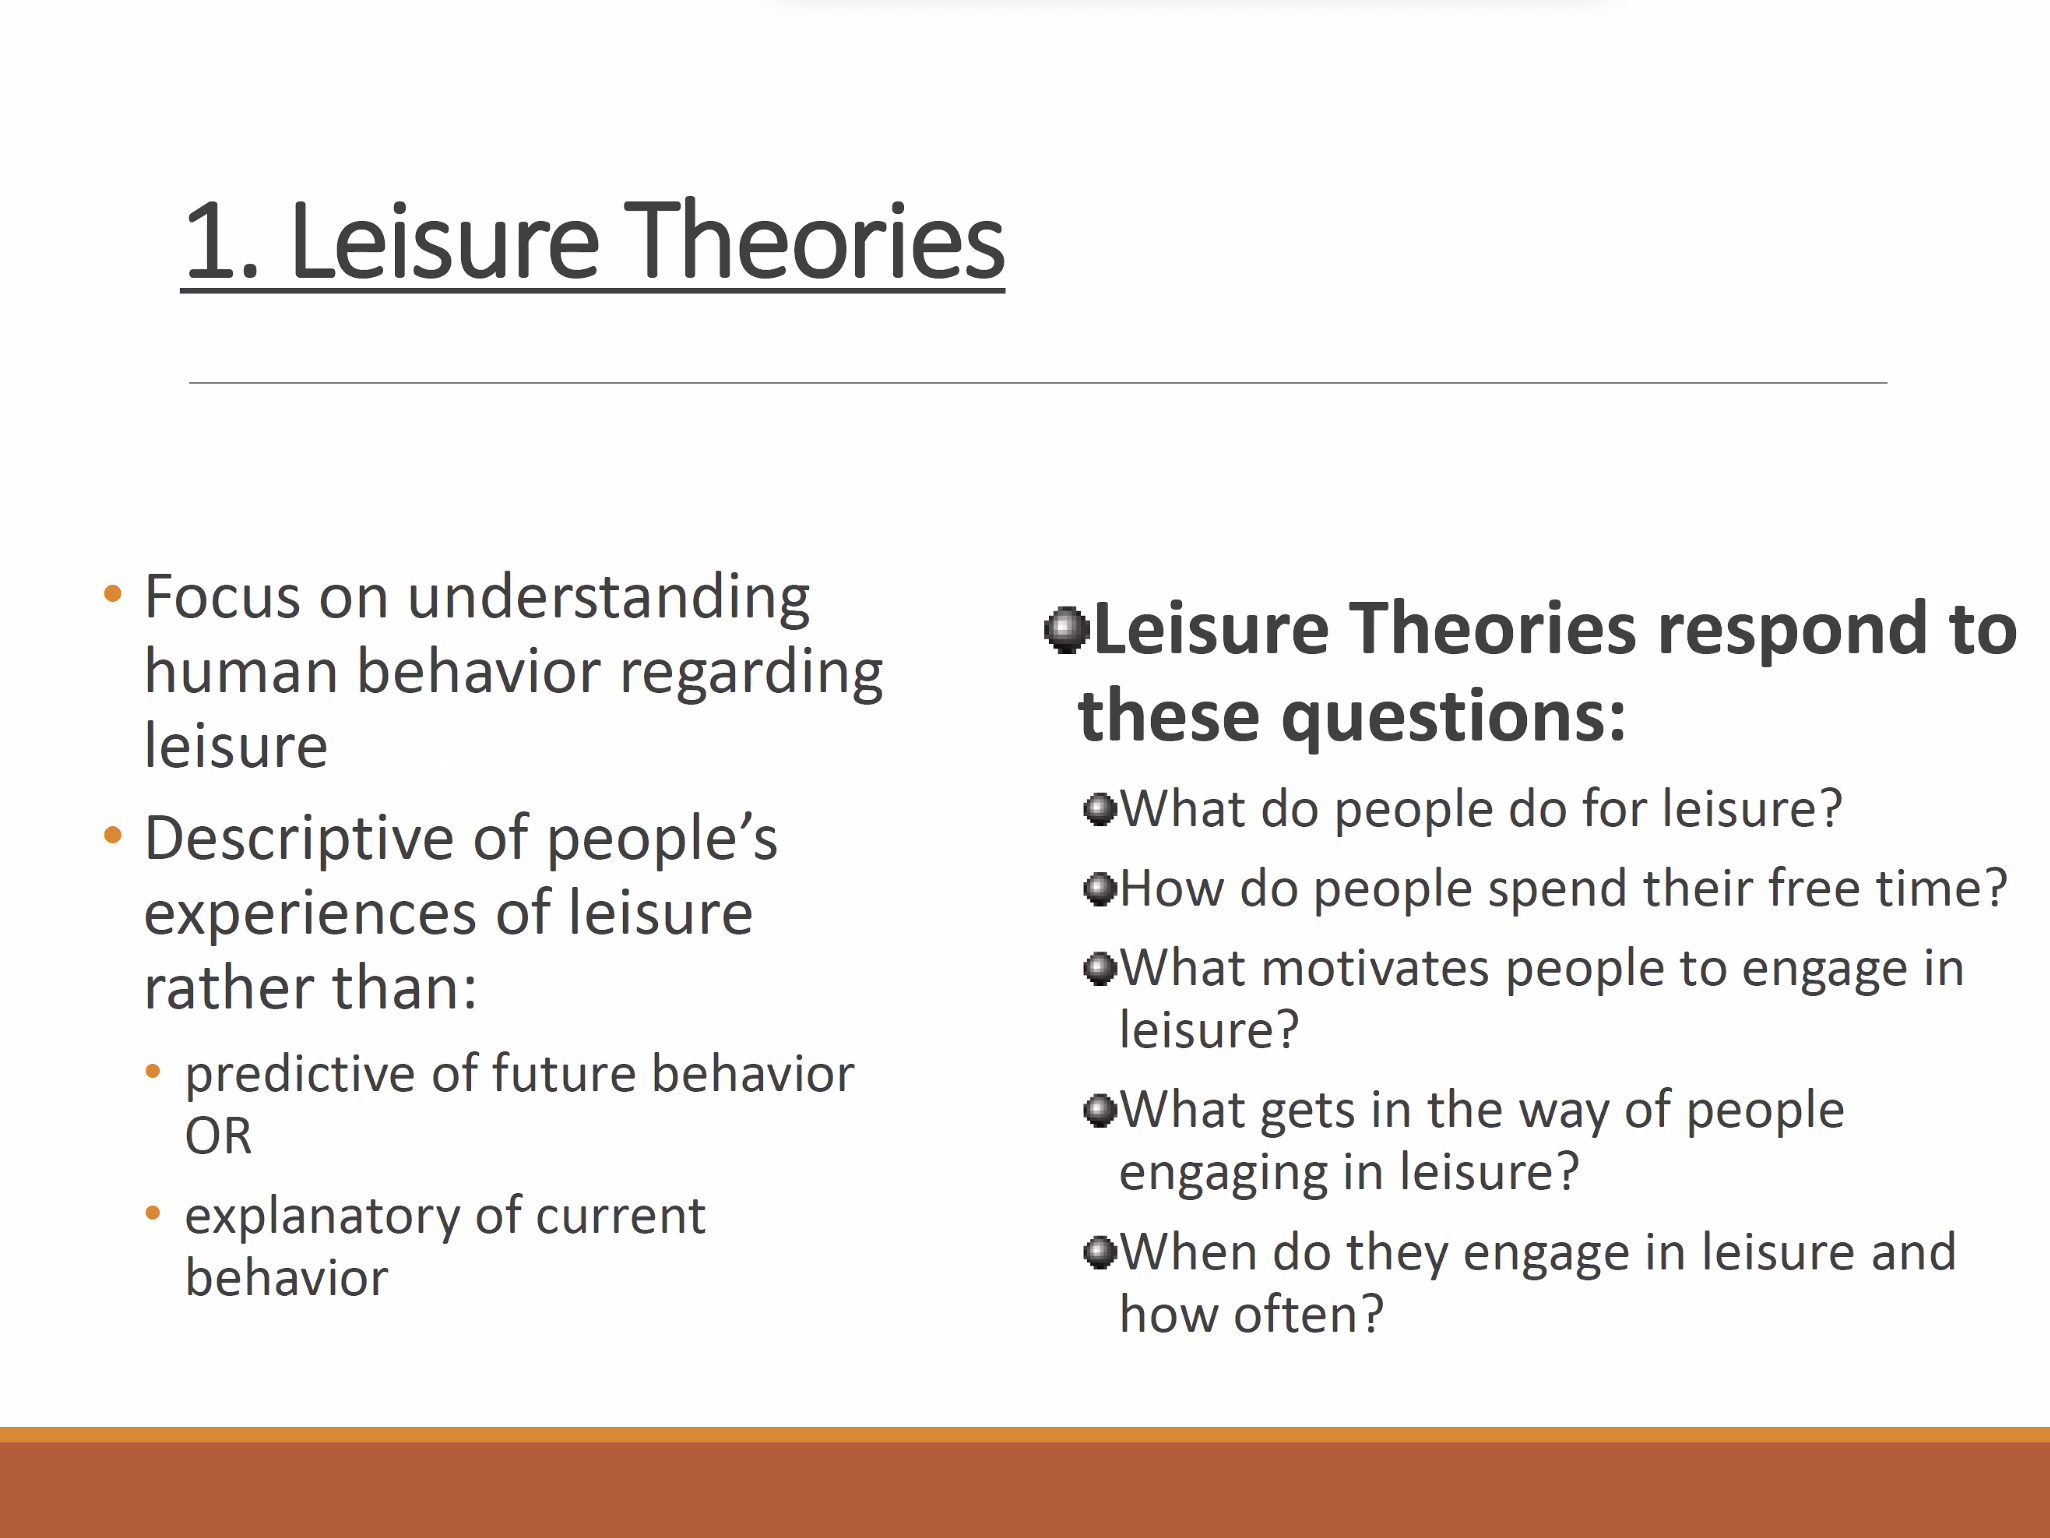 1. Leisure Theories
• Focus on understanding
human behavior regarding
leisure
• Descriptive of people’s
experiences of leisure
rather than:
• predictive of future behavior
OR
• explanatory of current
behavior
Leisure Theories respond to
these questions:
What do people do for leisure?
How do people spend their free time?
What motivates people to engage in
leisure?
What gets in the way of people
engaging in leisure?
When do they engage in leisure and
how often?